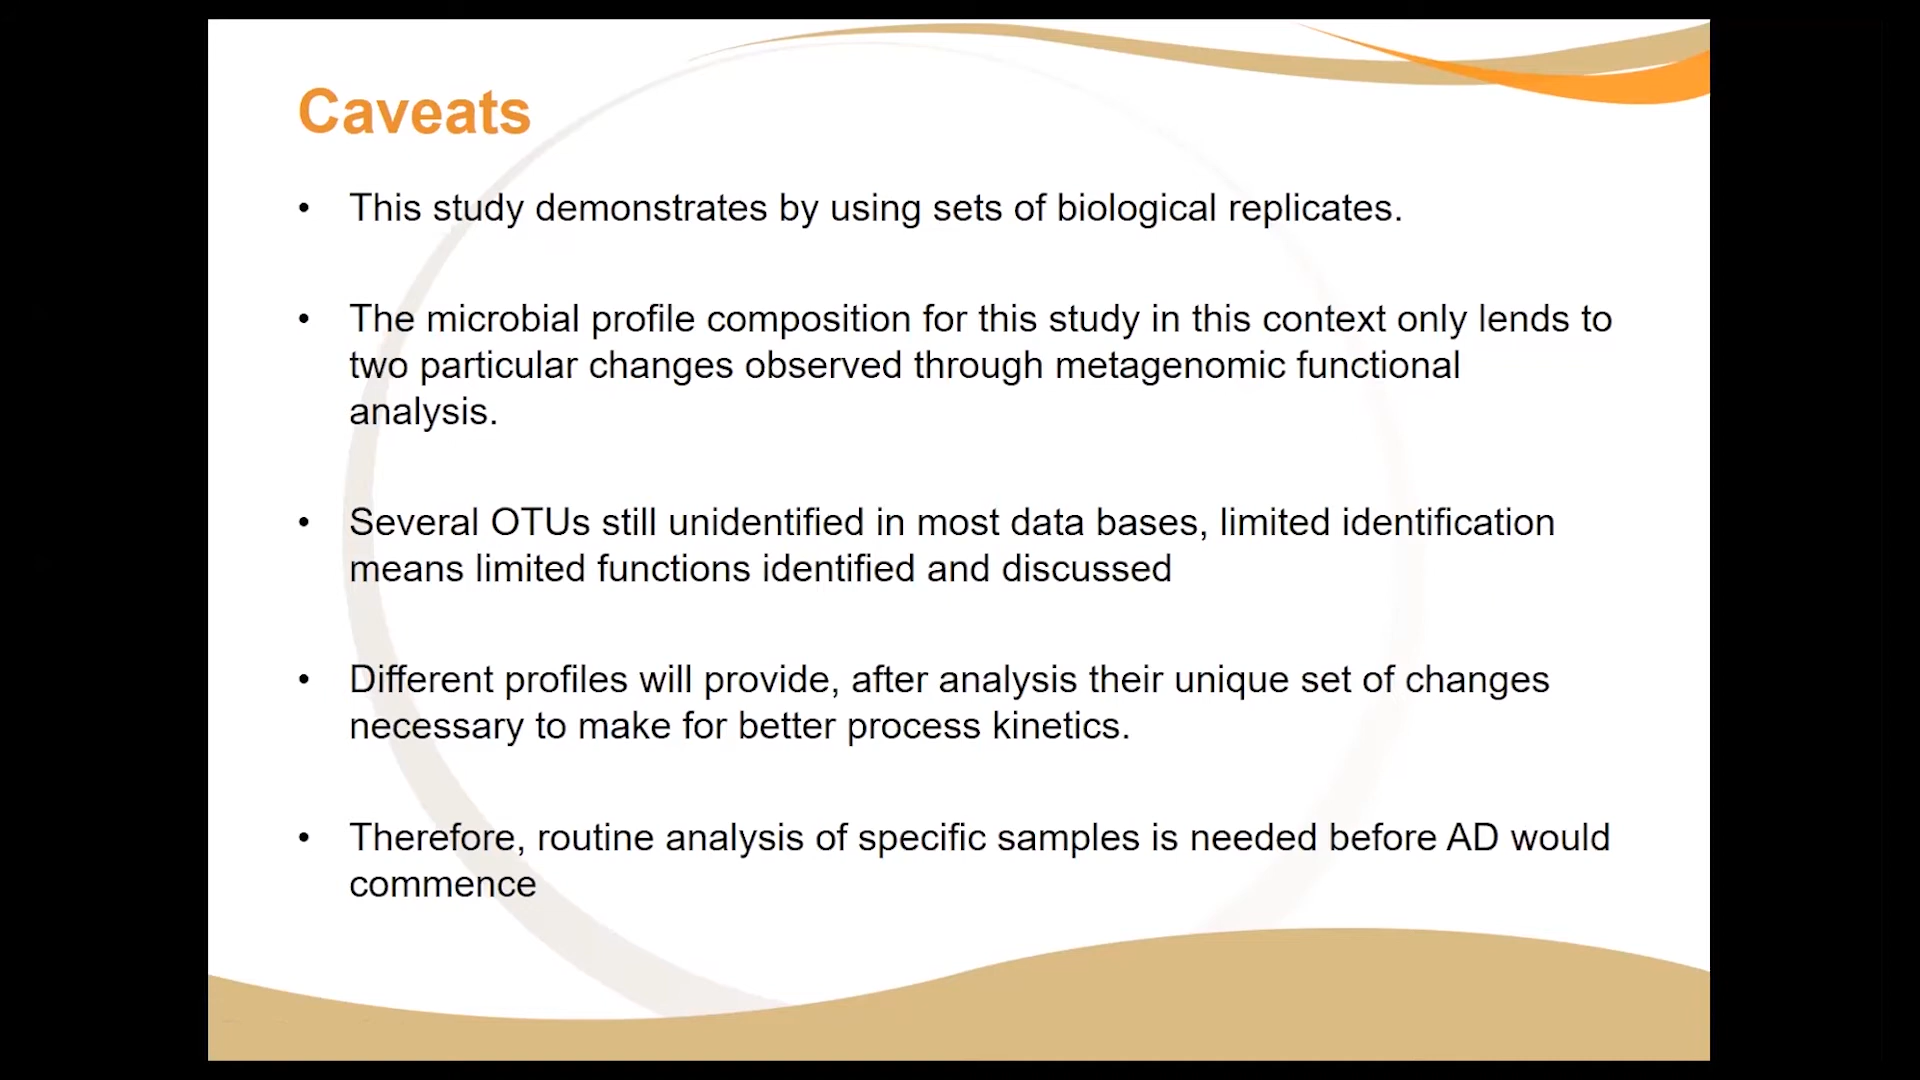 Caveats
• This study demonstrates by using sets of biological replicates.
• The microbial profile composition for this study in this context only lends to
two particular changes observed through metagenomic functional
analysis.
• Several OTUs still unidentified in most data bases, limited identification
means limited functions identified and discussed
• Different profiles will provide, after analysis their unique set of changes
necessary to make for better process kinetics.
• Therefore, routine analysis of specific samples is needed before AD would
commence